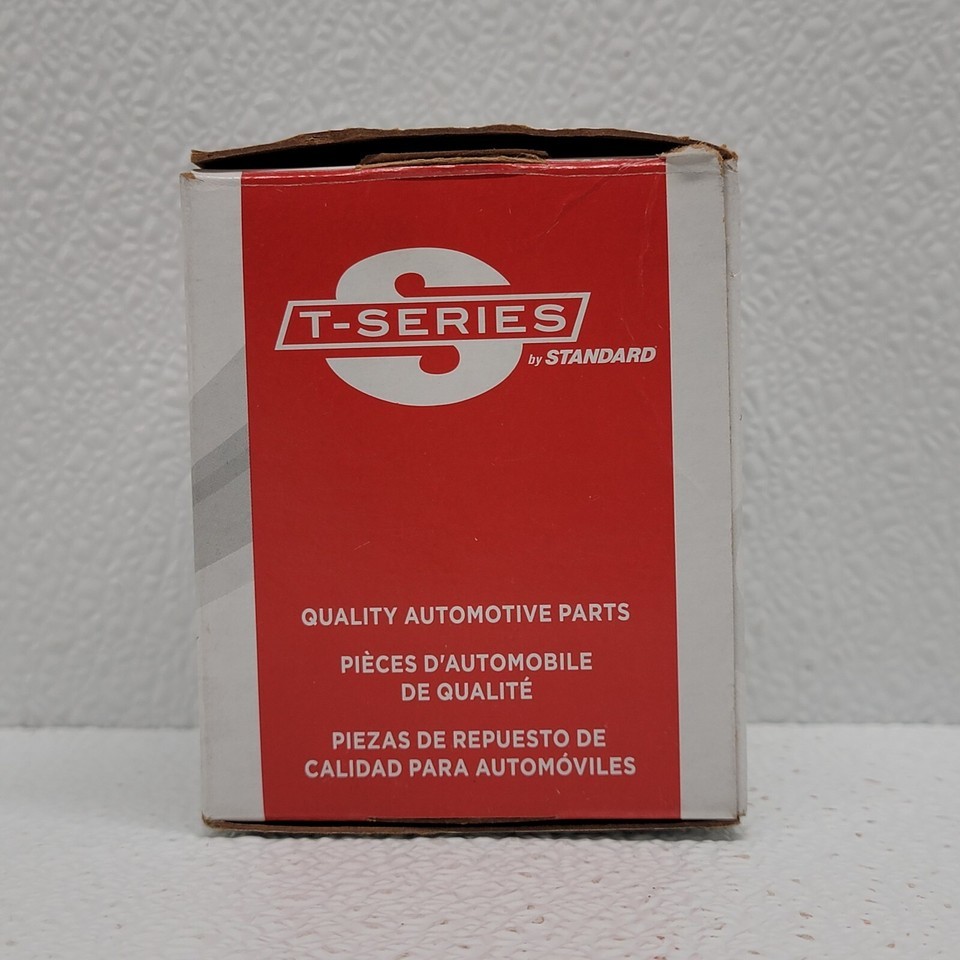 S
T-SERIES
by STANDARD®
QUALITY AUTOMOTIVE PARTS
PIÈCES D'AUTOMOBILE
DE QUALITÉ
PIEZAS DE REPUESTO DE
CALIDAD PARA AUTOMÓVILES